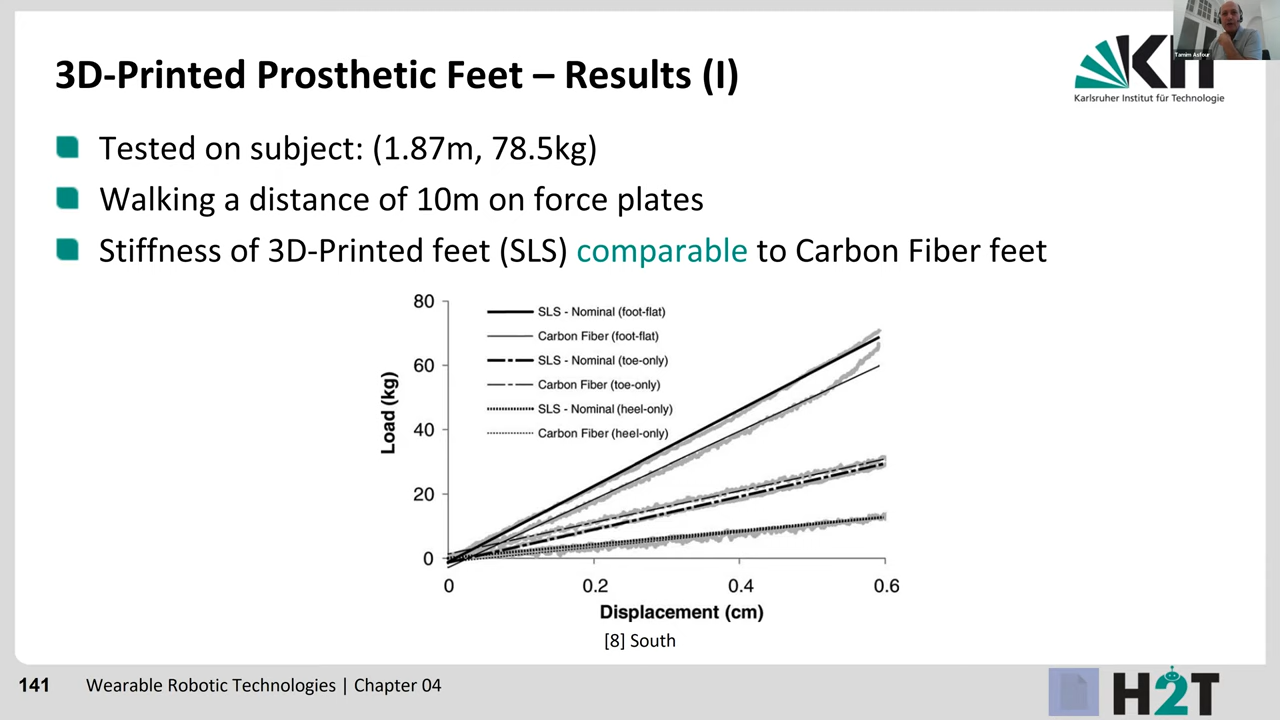 3D-Printed Prosthetic Feet – Results (I)
Tamim Asfour
KIT
Karlsruher Institut für Technologie
Tested on subject: (1.87m, 78.5kg)
Walking a distance of 10m on force plates
Stiffness of 3D-Printed feet (SLS) comparable to Carbon Fiber feet
80
60
40
20
0
Load (kg)
SLS - Nominal (foot-flat)
Carbon Fiber (foot-flat)
SLS - Nominal (toe-only)
Carbon Fiber (toe-only)
SLS - Nominal (heel-only)
Carbon Fiber (heel-only)
0 0.2 0.4 0.6
Displacement (cm)
[8] South
141 Wearable Robotic Technologies | Chapter 04
H2T